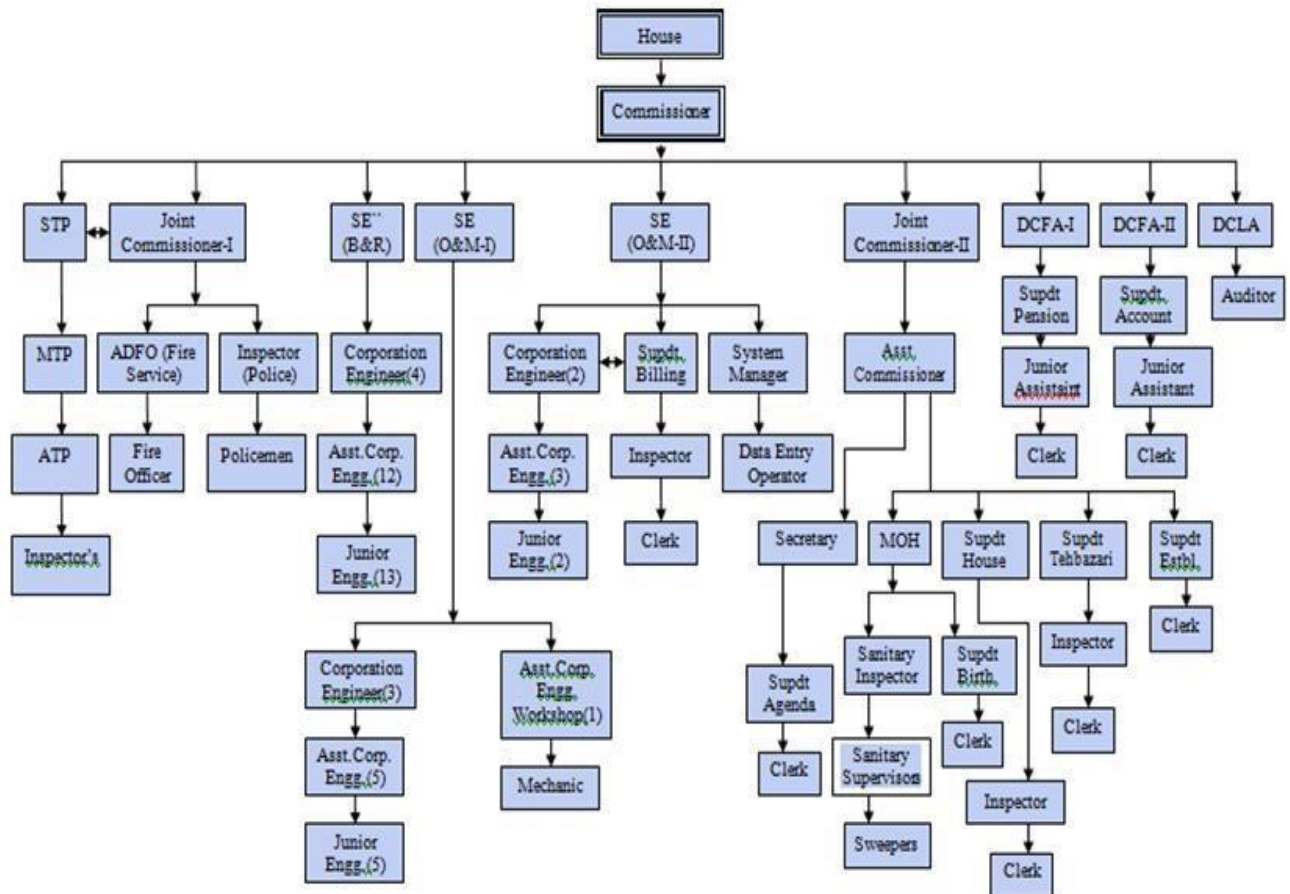 House
Commissioner
STP
Joint
Commissioner-I
SE``
(B&R)
SE
(O&M-I)
SE
(O&M-II)
Joint
Commissioner-II
DCFA-I
DCFA-II
DCLA
Supdt
Pension
Supdt.
Account
Auditor
MTP
ADFO (Fire
Service)
Inspector
(Police)
Corporation
Engineer(4)
Corporation
Engineer(2)
Supdt.
Billing
System
Manager
Asst.
Commissioner
Junior
Assistaint
Junior
Assistant
ATP
Fire
Officer
Policemen
Asst.Corp.
Engg.(12)
Asst.Corp.
Engg.(3)
Inspector
Data Entry
Operator
Clerk
Clerk
Inspector's
Junior
Engg.(13)
Junior
Engg.(2)
Clerk
Secretary
MOH
Supdt
House
Supdt
Tehbazari
Supdt
Estbl.
Corporation
Engineer(3)
Asst.Corp.
Engg.
Workshop(1)
Sanitary
Inspector
Supdt
Birth.
Inspector
Clerk
Supdt
Agenda
Asst.Corp.
Engg.(5)
Mechanic
Clerk
Sanitary
Supervisors
Clerk
Clerk
Inspector
Junior
Engg.(5)
Sweepers
Clerk